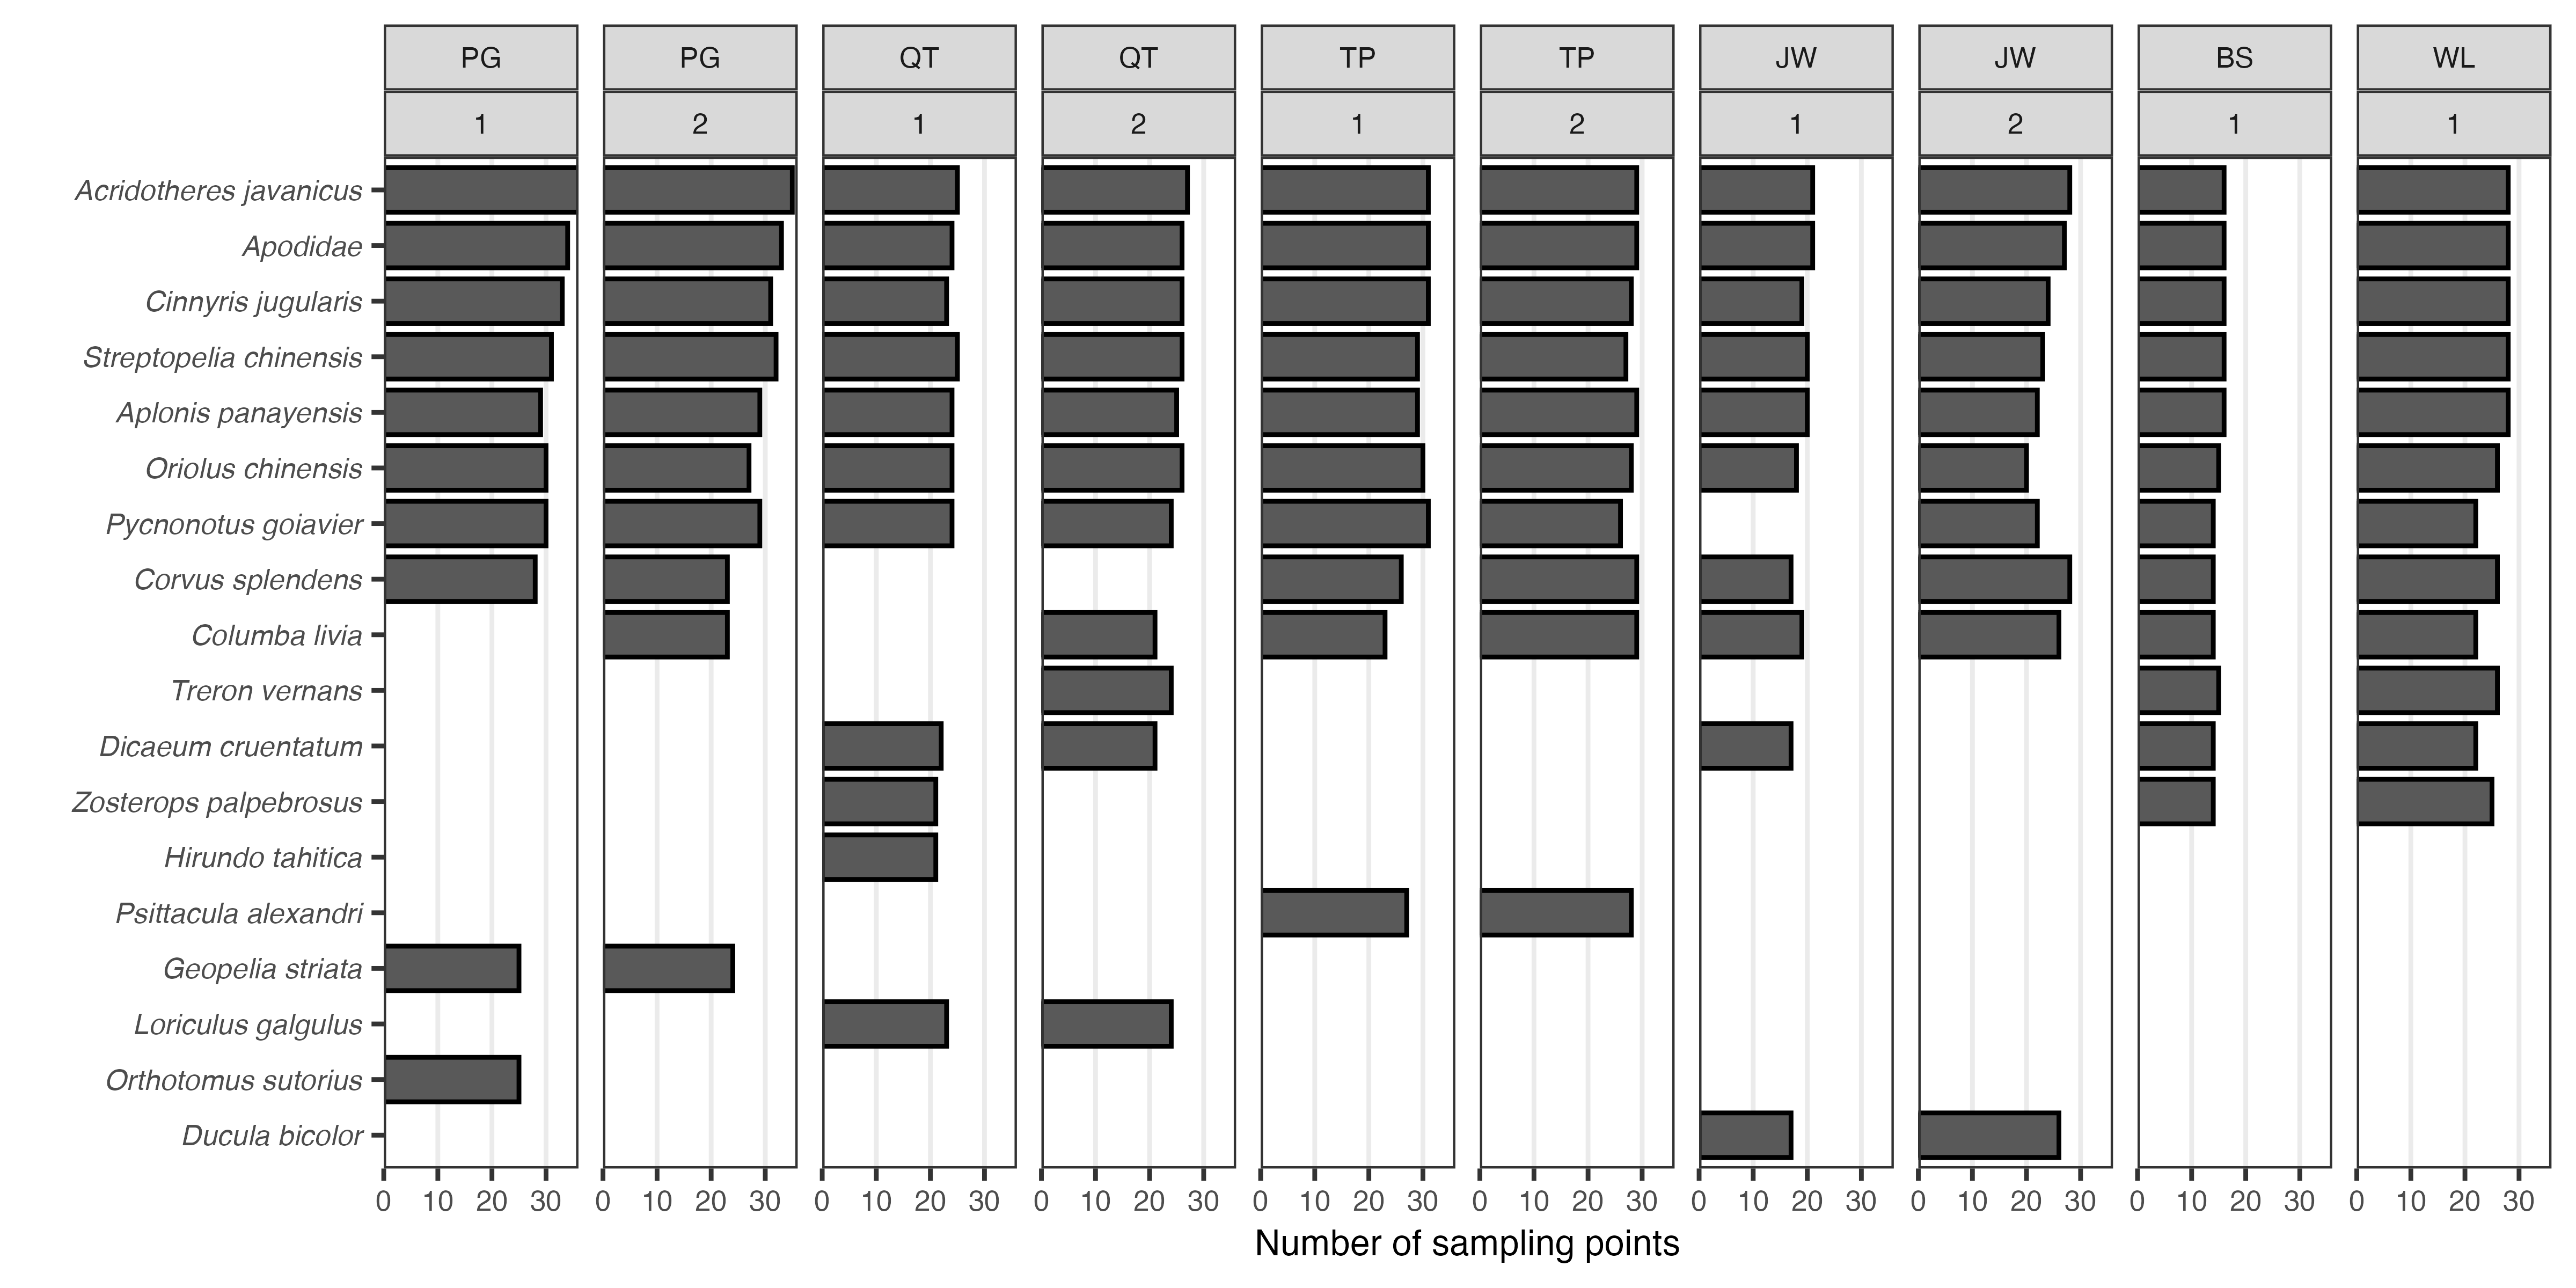 PG PG QT QT TP TP JW JW BS WL
1 2 1 2 1 2 1 2 1 1
Acridotheres javanicus
Apodidae
Cinnyris jugularis
Streptopelia chinensis
Aplonis panayensis
Oriolus chinensis
Pycnonotus goiavier
Corvus splendens
Columba livia
Treron vernans
Dicaeum cruentatum
Zosterops palpebrosus
Hirundo tahitica
Psittacula alexandri
Geopelia striata
Loriculus galgulus
Orthotomus sutorius
Ducula bicolor
0 10 20 30 0 10 20 30 0 10 20 30 0 10 20 30 0 10 20 30 0 10 20 30 0 10 20 30 0 10 20 30 0 10 20 30 0 10 20 30
Number of sampling points